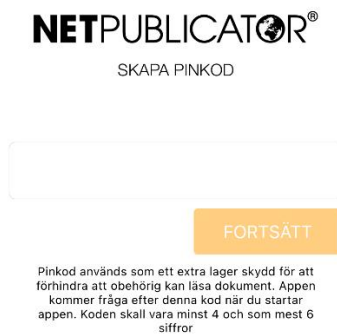 NETPUBLICATOR®
SKAPA PINKOD
FORTSÄTT
Pinkod används som ett extra lager skydd för att
förhindra att obehörig kan läsa dokument. Appen
kommer fråga efter denna kod när du startar
appen. Koden skall vara minst 4 och som mest 6
siffror